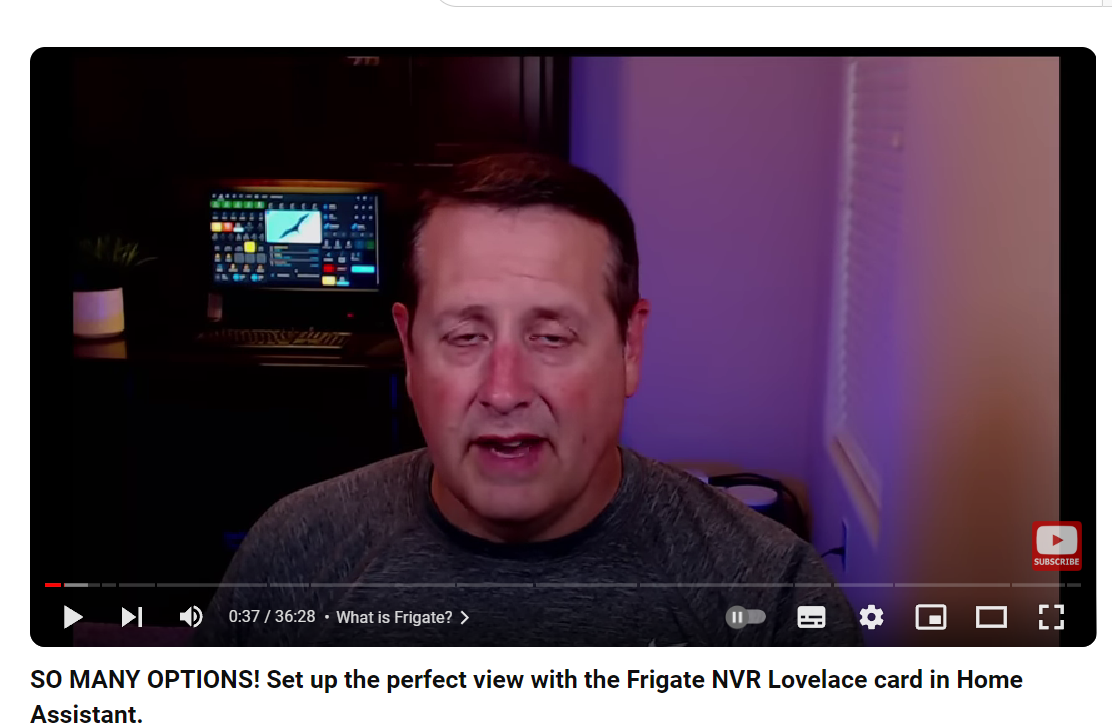 SUBSCRIBE
0:37 / 36:28 • What is Frigate?
SO MANY OPTIONS! Set up the perfect view with the Frigate NVR Lovelace card in Home
Assistant.